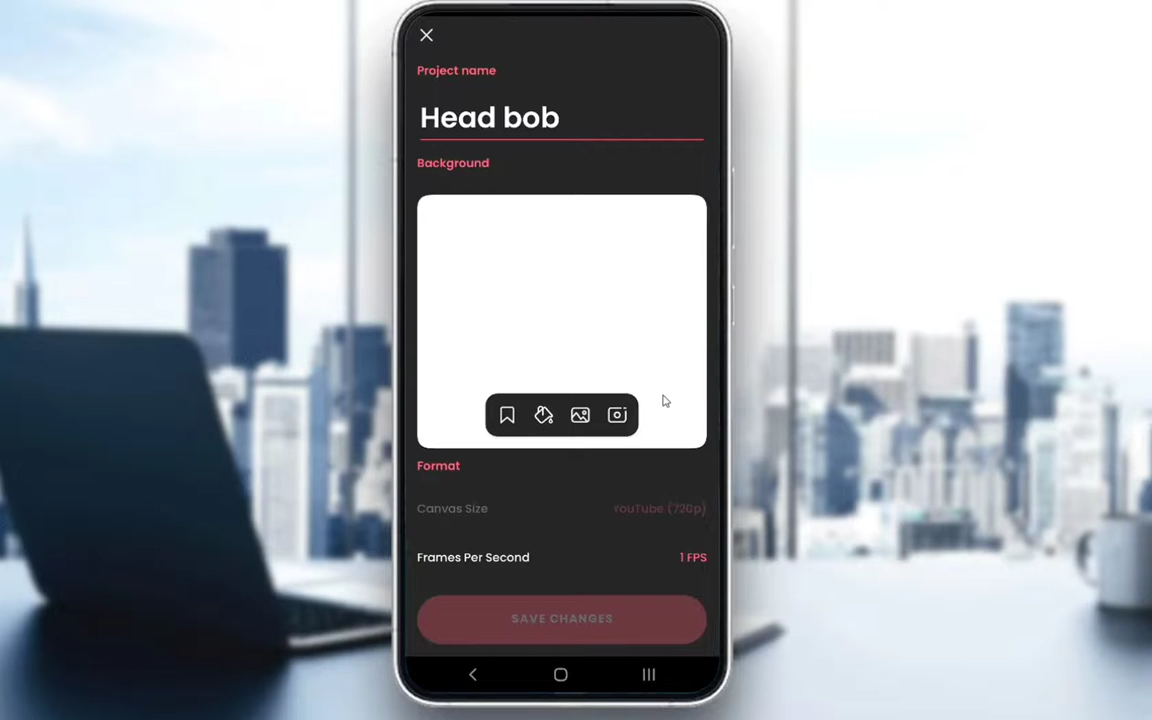 Project name
Head bob
Background
Format
Canvas Size YouTube (720p)
Frames Per Second 1 FPS
SAVE CHANGES